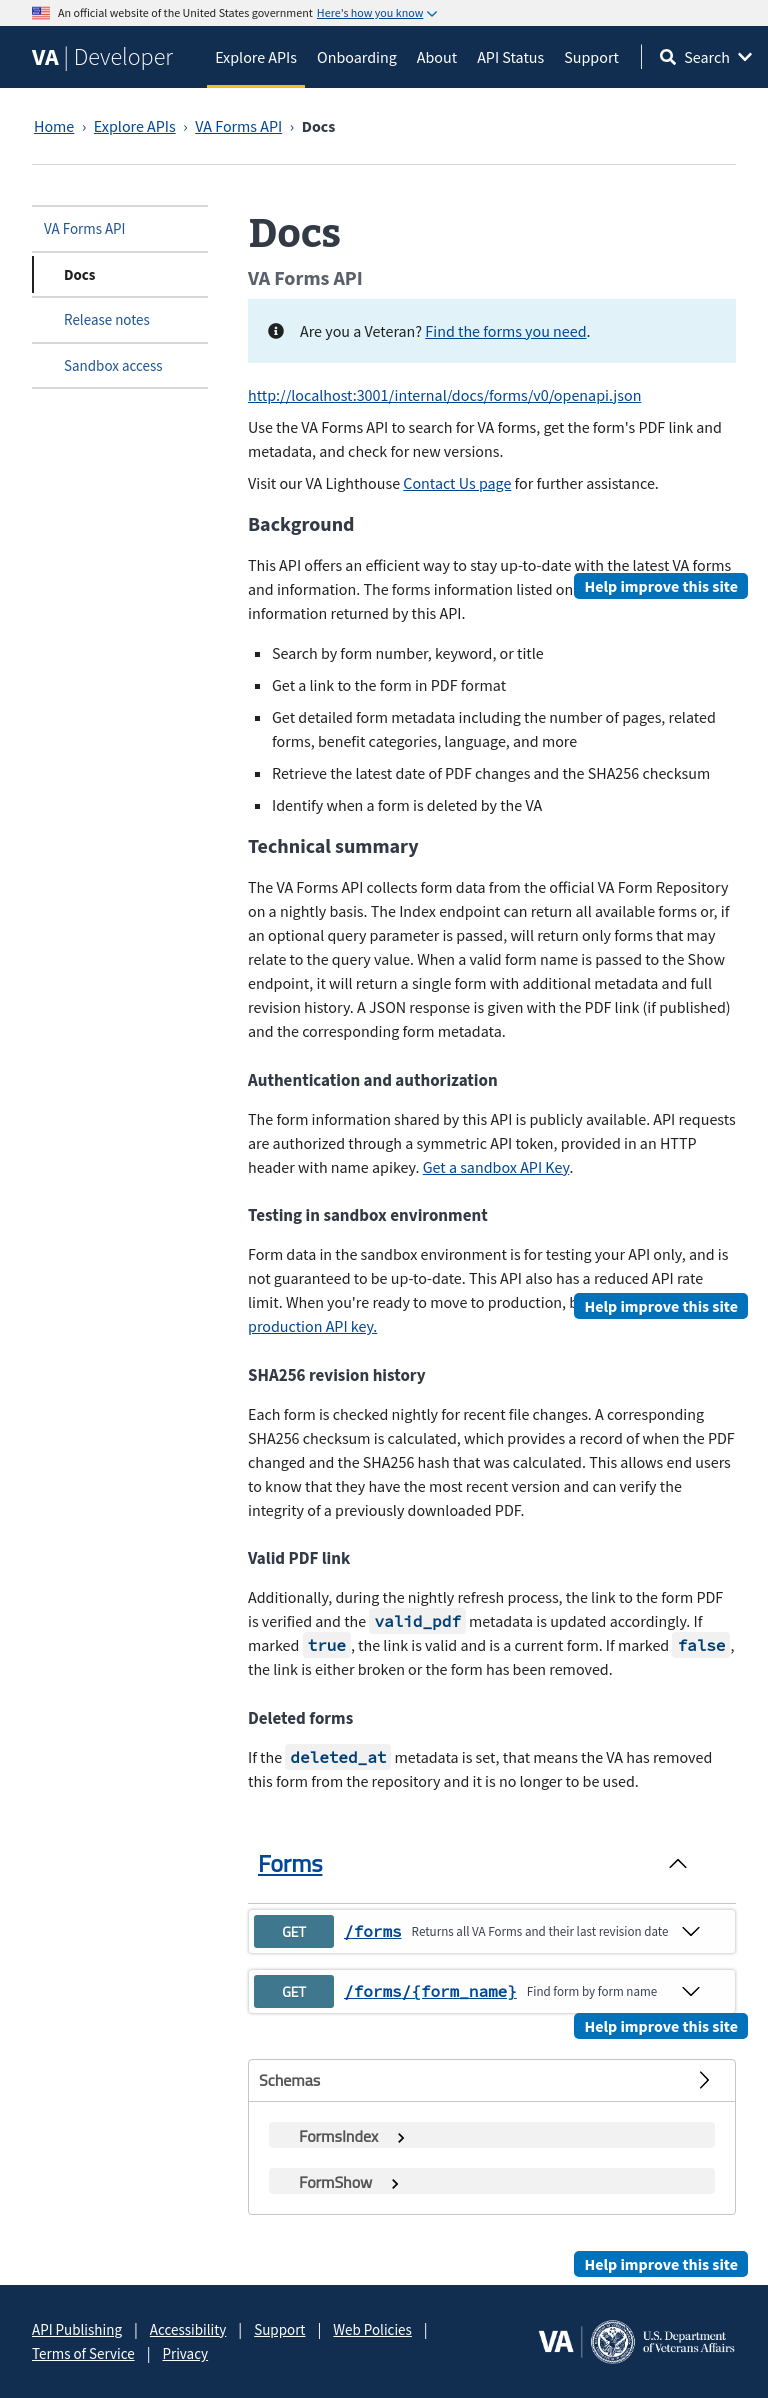 An official website of the United States government Here's how you know
VA | Developer
Explore APIs
Onboarding
About
API Status
Support
Search
Home › Explore APIs › VA Forms API › Docs
VA Forms API
Docs
Release notes
Sandbox access
Docs
VA Forms API
Are you a Veteran? Find the forms you need.
http://localhost:3001/internal/docs/forms/v0/openapi.json
Use the VA Forms API to search for VA forms, get the form's PDF link and
metadata, and check for new versions.
Visit our VA Lighthouse Contact Us page for further assistance.
Background
This API offers an efficient way to stay up-to-date with the latest VA forms
and information. The forms information listed on
Help improve this site
information returned by this API.
Search by form number, keyword, or title
Get a link to the form in PDF format
Get detailed form metadata including the number of pages, related
forms, benefit categories, language, and more
Retrieve the latest date of PDF changes and the SHA256 checksum
Identify when a form is deleted by the VA
Technical summary
The VA Forms API collects form data from the official VA Form Repository
on a nightly basis. The Index endpoint can return all available forms or, if
an optional query parameter is passed, will return only forms that may
relate to the query value. When a valid form name is passed to the Show
endpoint, it will return a single form with additional metadata and full
revision history. A JSON response is given with the PDF link (if published)
and the corresponding form metadata.
Authentication and authorization
The form information shared by this API is publicly available. API requests
are authorized through a symmetric API token, provided in an HTTP
header with name apikey. Get a sandbox API Key.
Testing in sandbox environment
Form data in the sandbox environment is for testing your API only, and is
not guaranteed to be up-to-date. This API also has a reduced API rate
limit. When you're ready to move to production,
Help improve this site
production API key.
SHA256 revision history
Each form is checked nightly for recent file changes. A corresponding
SHA256 checksum is calculated, which provides a record of when the PDF
changed and the SHA256 hash that was calculated. This allows end users
to know that they have the most recent version and can verify the
integrity of a previously downloaded PDF.
Valid PDF link
Additionally, during the nightly refresh process, the link to the form PDF
is verified and the valid_pdf metadata is updated accordingly. If
marked true, the link is valid and is a current form. If marked false,
the link is either broken or the form has been removed.
Deleted forms
If the deleted_at metadata is set, that means the VA has removed
this form from the repository and it is no longer to be used.
Forms
GET /forms Returns all VA Forms and their last revision date
GET /forms/{form_name} Find form by form name
Help improve this site
Schemas
FormsIndex
FormShow
Help improve this site
API Publishing | Accessibility | Support | Web Policies |
Terms of Service | Privacy
VA
U.S. Department
of Veterans Affairs